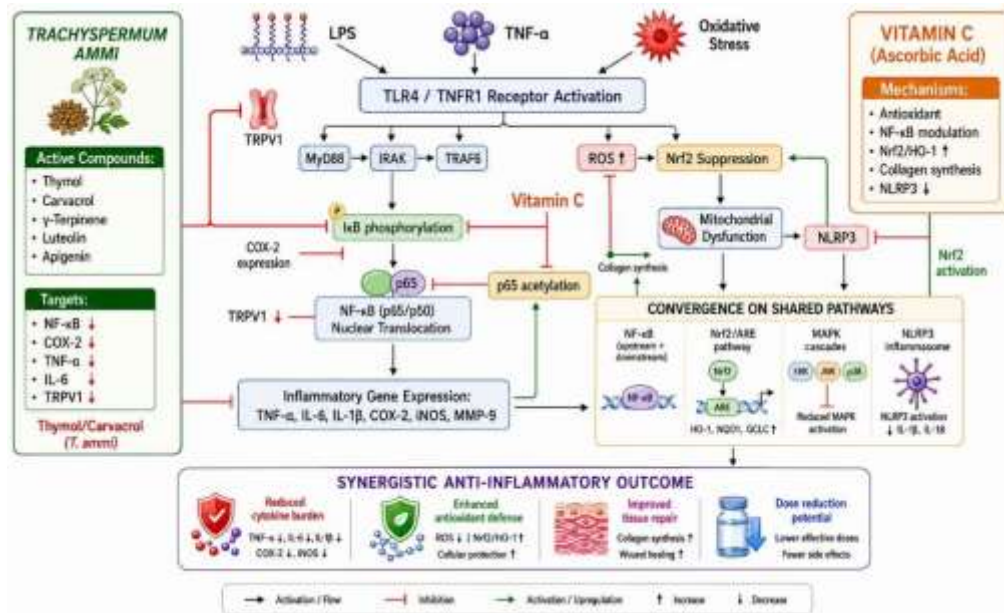 TRACHYSPERMUM
AMMI
Active Compounds:
• Thymol
• Carvacrol
• γ-Terpinene
• Luteolin
• Apigenin
Targets:
• NF-κB ↓
• COX-2 ↓
• TNF-α ↓
• IL-6 ↓
• TRPV1 ↓
Thymol/Carvacrol
(T. ammi)
LPS
TNF-α
Oxidative
Stress
TLR4 / TNFR1 Receptor Activation
TRPV1
MyD88
IRAK
TRAF6
ROS ↑
Nrf2 Suppression
P
IκB phosphorylation
Vitamin C
COX-2
expression
p65
p65 acetylation
TRPV1 ↓
NF-κB (p65/p50)
Nuclear Translocation
Inflammatory Gene Expression:
TNF-α, IL-6, IL-1β, COX-2, iNOS, MMP-9
Mitochondrial
Dysfunction
NLRP3
Collagen synthesis
Nrf2
activation
VITAMIN C
(Ascorbic Acid)
Mechanisms:
• Antioxidant
• NF-κB modulation
• Nrf2/HO-1 ↑
• Collagen synthesis
• NLRP3 ↓
CONVERGENCE ON SHARED PATHWAYS
NF-κB
(upstream +
downstream)
NF-κB
Nrf2/ARE
pathway
Nrf2
ARE
HO-1, NQO1, GCLC ↑
MAPK
cascades
JNK
p38
Reduced MAPK
activation
NLRP3
inflammasome
NLRP3 activation
↓ IL-1β, IL-18
SYNERGISTIC ANTI-INFLAMMATORY OUTCOME
Reduced
cytokine burden
TNF-α ↓, IL-6 ↓, IL-1β ↓
COX-2 ↓, iNOS ↓
Enhanced
antioxidant defense
ROS ↓ | Nrf2/HO-1 ↑
Cellular protection ↑
Improved
tissue repair
Collagen synthesis ↑
Wound healing ↑
Dose reduction
potential
Lower effective doses
Fewer side effects
Activation / Flow
Inhibition
Activation / Upregulation
↑ Increase
↓ Decrease